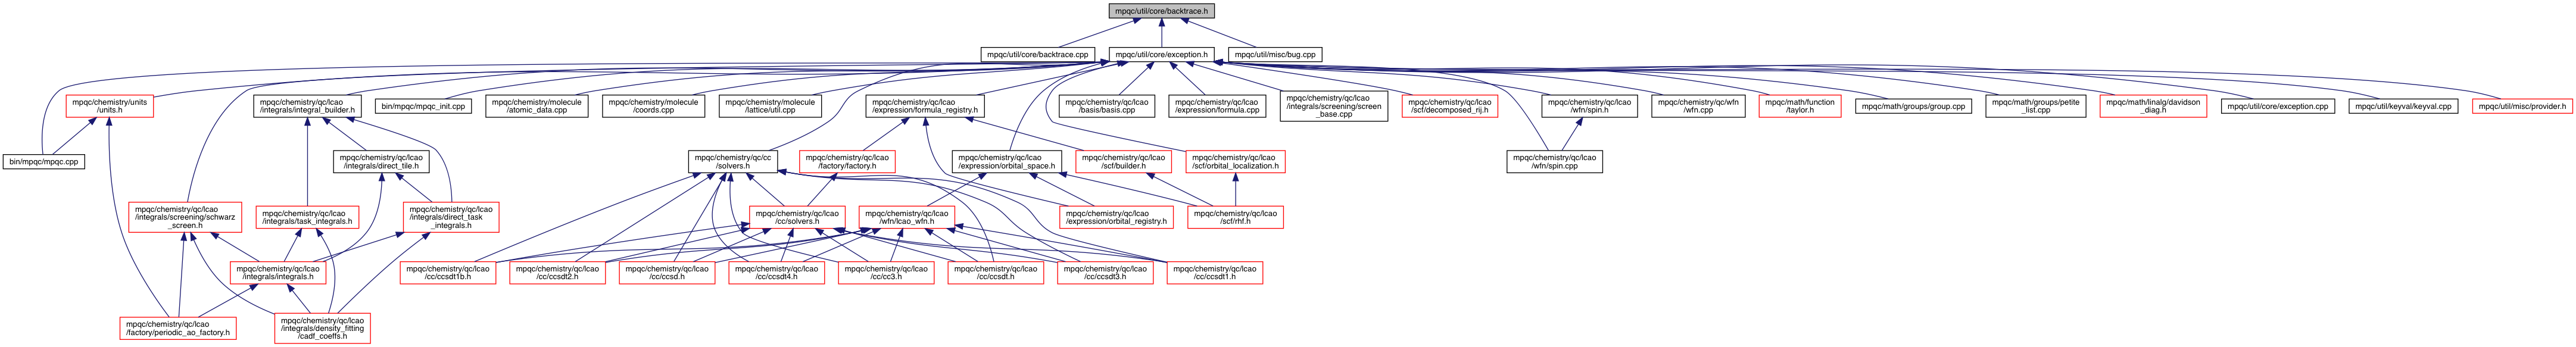 mpqc/util/core/backtrace.h
mpqc/util/core/backtrace.cpp
mpqc/util/core/exception.h
mpqc/util/misc/bug.cpp
mpqc/chemistry/units
/units.h
mpqc/chemistry/qc/lcao
/integrals/integral_builder.h
bin/mpqc/mpqc_init.cpp
mpqc/chemistry/molecule
/atomic_data.cpp
mpqc/chemistry/molecule
/coords.cpp
mpqc/chemistry/molecule
/lattice/util.cpp
mpqc/chemistry/qc/lcao
/expression/formula_registry.h
mpqc/chemistry/qc/lcao
/basis/basis.cpp
mpqc/chemistry/qc/lcao
/expression/formula.cpp
mpqc/chemistry/qc/lcao
/integrals/screening/screen
_base.cpp
mpqc/chemistry/qc/lcao
/scf/decomposed_rij.h
mpqc/chemistry/qc/lcao
/wfn/spin.h
mpqc/chemistry/qc/wfn
/wfn.cpp
mpqc/math/function
/taylor.h
mpqc/math/groups/group.cpp
mpqc/math/groups/petite
_list.cpp
mpqc/math/linalg/davidson
_diag.h
mpqc/util/core/exception.cpp
mpqc/util/keyval/keyval.cpp
mpqc/util/misc/provider.h
bin/mpqc/mpqc.cpp
mpqc/chemistry/qc/lcao
/integrals/direct_tile.h
mpqc/chemistry/qc/cc
/solvers.h
mpqc/chemistry/qc/lcao
/factory/factory.h
mpqc/chemistry/qc/lcao
/expression/orbital_space.h
mpqc/chemistry/qc/lcao
/scf/builder.h
mpqc/chemistry/qc/lcao
/scf/orbital_localization.h
mpqc/chemistry/qc/lcao
/wfn/spin.cpp
mpqc/chemistry/qc/lcao
/integrals/screening/schwarz
_screen.h
mpqc/chemistry/qc/lcao
/integrals/task_integrals.h
mpqc/chemistry/qc/lcao
/integrals/direct_task
_integrals.h
mpqc/chemistry/qc/lcao
/cc/solvers.h
mpqc/chemistry/qc/lcao
/wfn/lcao_wfn.h
mpqc/chemistry/qc/lcao
/expression/orbital_registry.h
mpqc/chemistry/qc/lcao
/scf/rhf.h
mpqc/chemistry/qc/lcao
/integrals/integrals.h
mpqc/chemistry/qc/lcao
/cc/ccsdt1b.h
mpqc/chemistry/qc/lcao
/cc/ccsdt2.h
mpqc/chemistry/qc/lcao
/cc/ccsd.h
mpqc/chemistry/qc/lcao
/cc/ccsdt4.h
mpqc/chemistry/qc/lcao
/cc/cc3.h
mpqc/chemistry/qc/lcao
/cc/ccsdt.h
mpqc/chemistry/qc/lcao
/cc/ccsdt3.h
mpqc/chemistry/qc/lcao
/cc/ccsdt1.h
mpqc/chemistry/qc/lcao
/factory/periodic_ao_factory.h
mpqc/chemistry/qc/lcao
/integrals/density_fitting
/cadf_coeffs.h